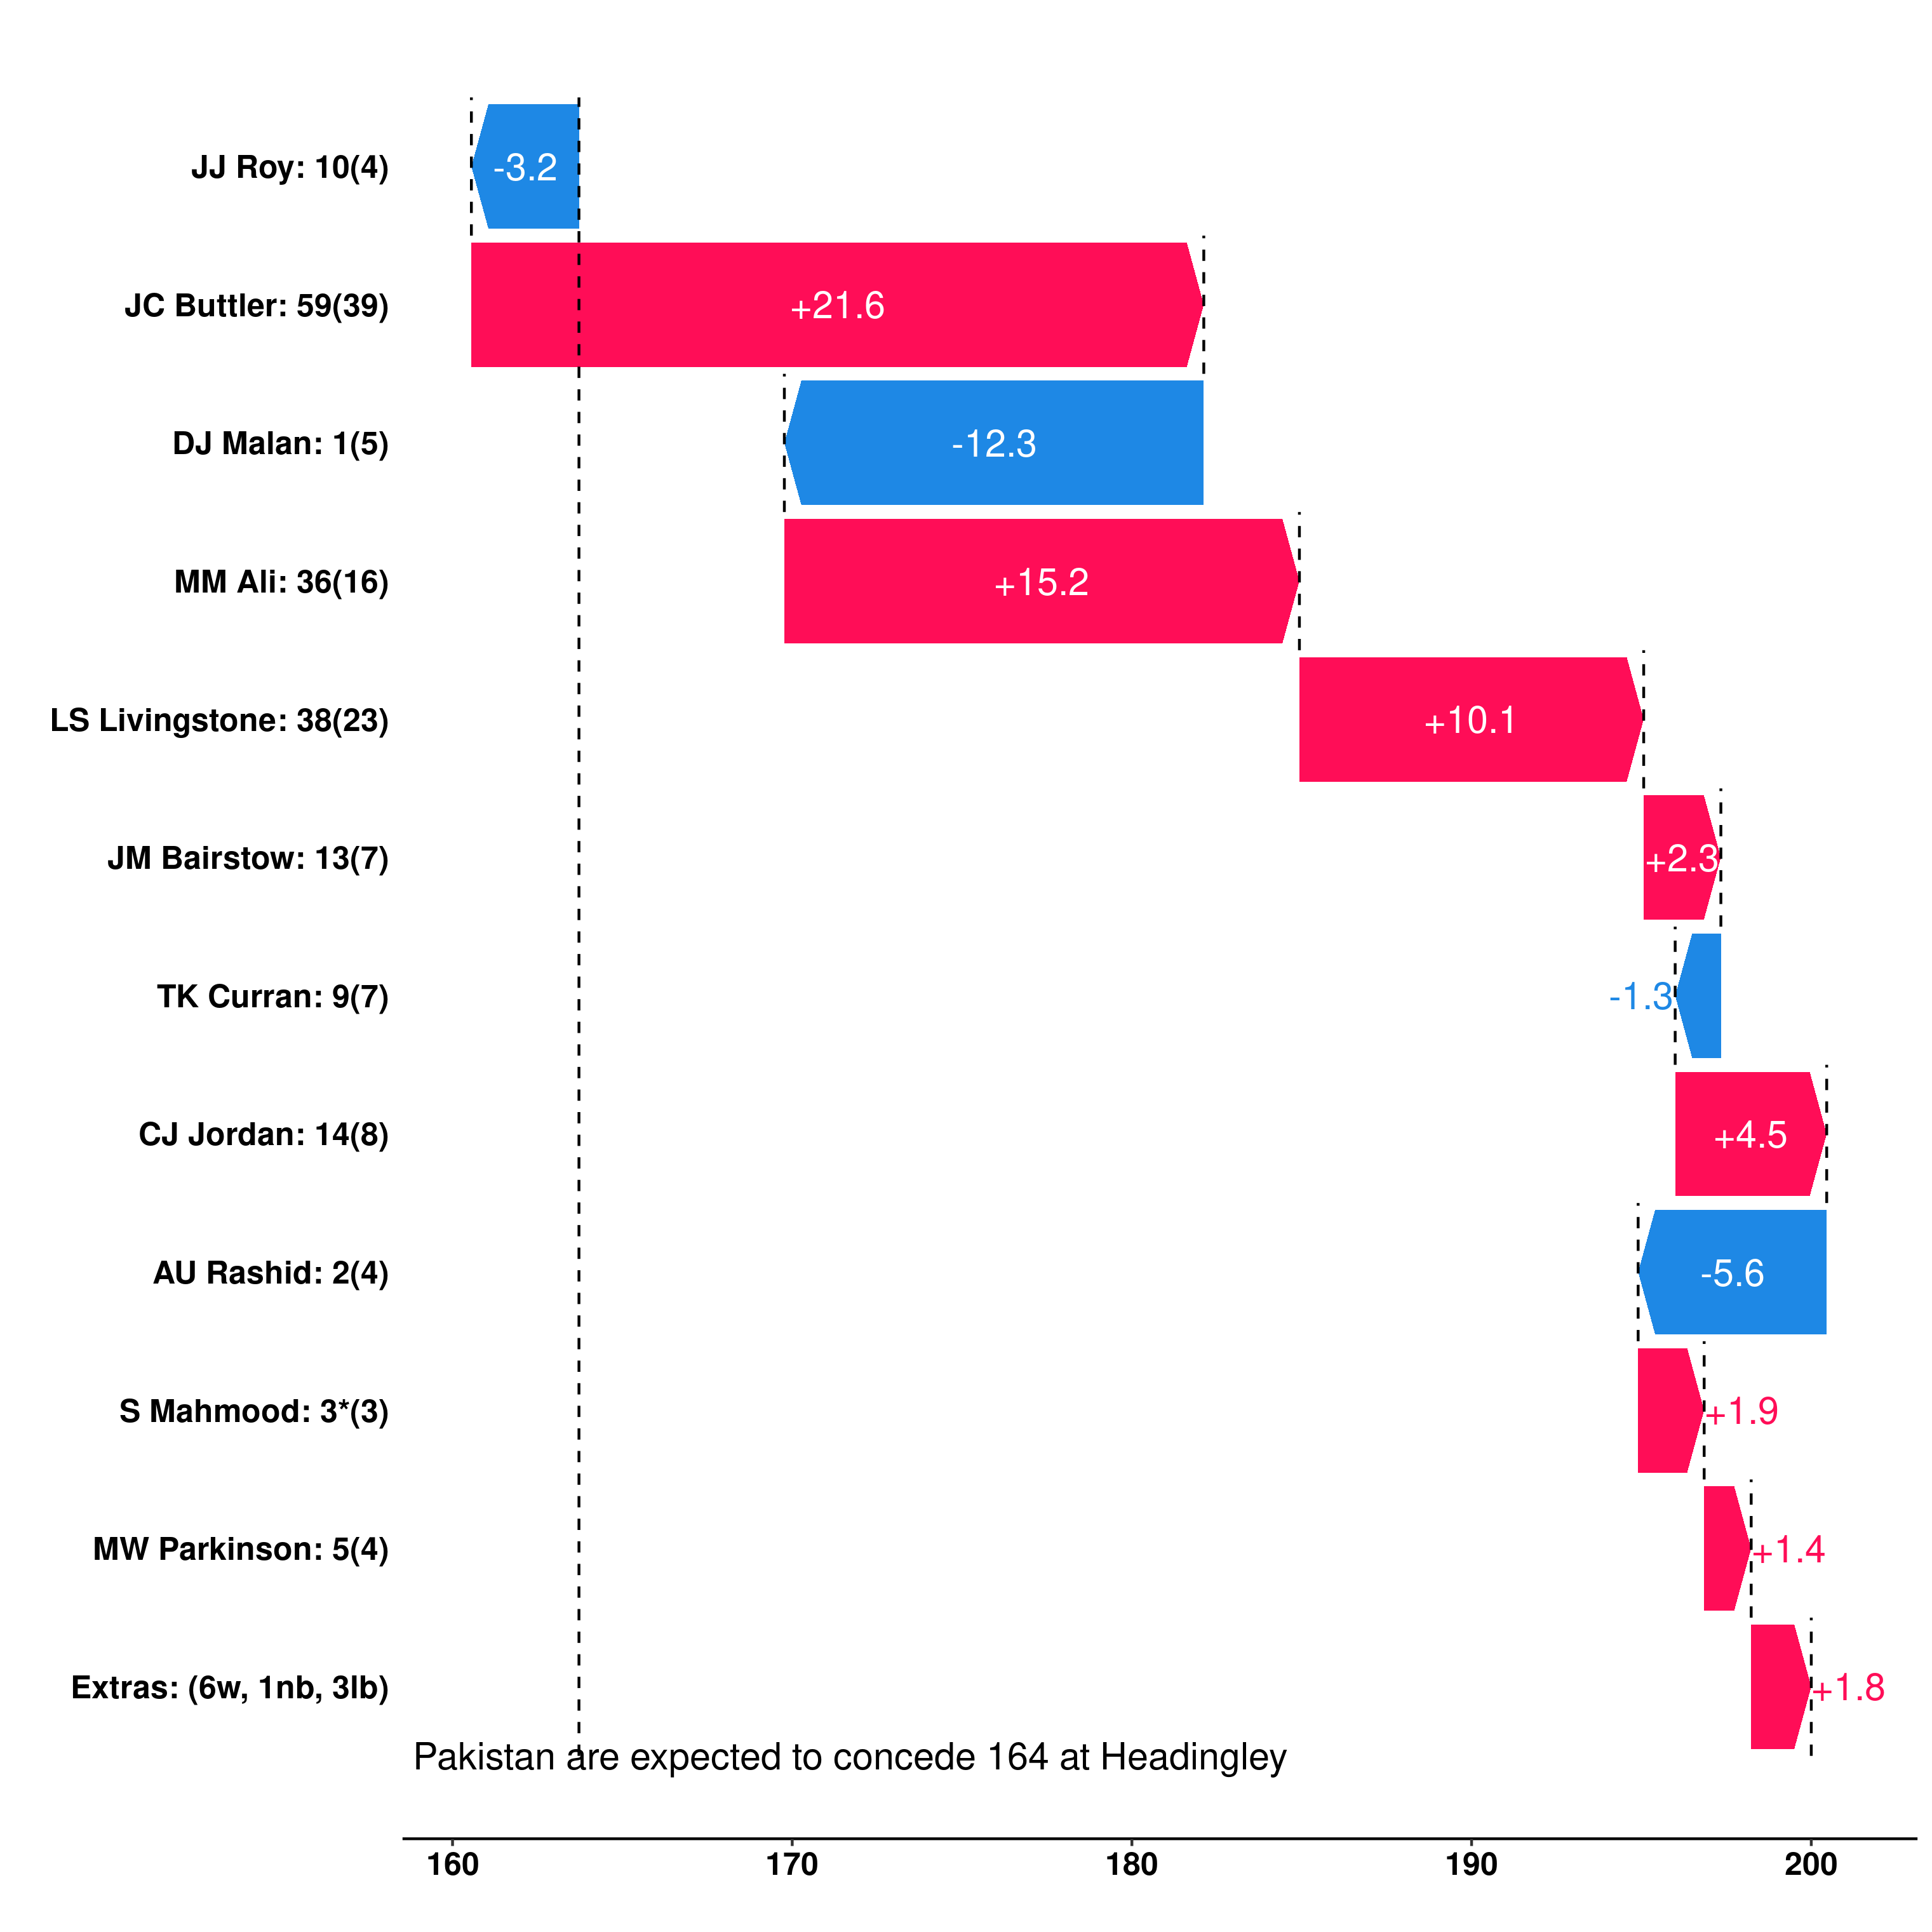 JJ Roy: 10(4) -3.2
JC Buttler: 59(39) +21.6
DJ Malan: 1(5) -12.3
MM Ali: 36(16) +15.2
LS Livingstone: 38(23) +10.1
JM Bairstow: 13(7) +2.3
TK Curran: 9(7) -1.3
CJ Jordan: 14(8) +4.5
AU Rashid: 2(4) -5.6
S Mahmood: 3*(3) +1.9
MW Parkinson: 5(4) +1.4
Extras: (6w, 1nb, 3lb) +1.8
Pakistan are expected to concede 164 at Headingley
160 170 180 190 200